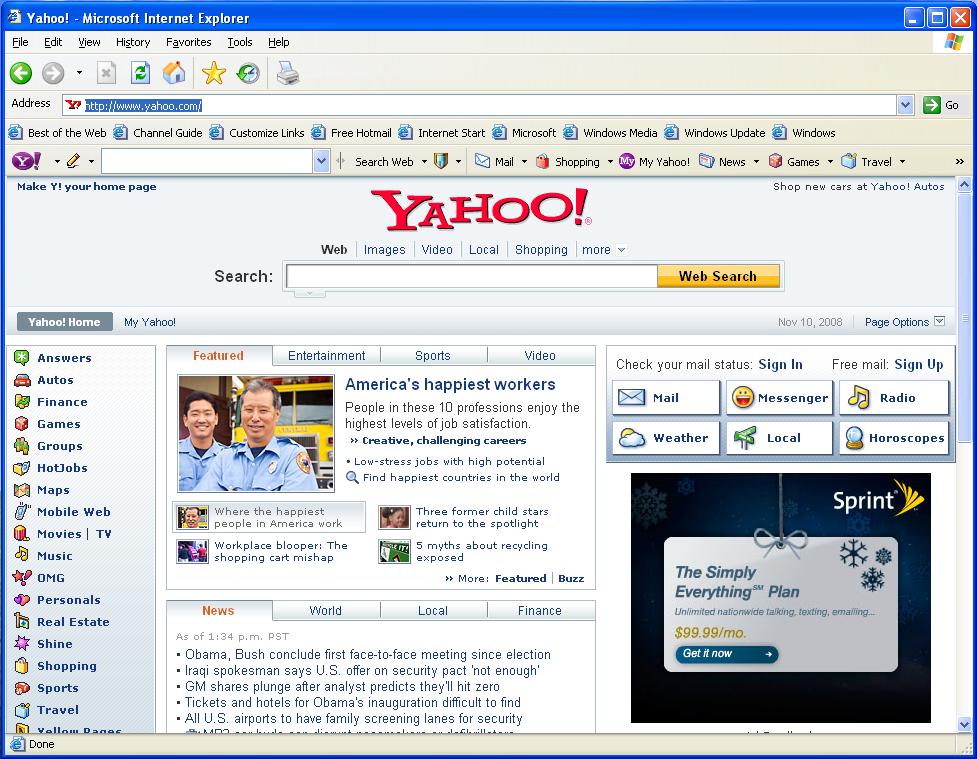 Yahoo! - Microsoft Internet Explorer
File Edit View History Favorites Tools Help
Address http://www.yahoo.com/ Go
Best of the Web Channel Guide Customize Links Free Hotmail Internet Start Microsoft Windows Media Windows Update Windows
Y! Search Web Mail Shopping My Yahoo! News Games Travel »
Make Y! your home page
Shop new cars at Yahoo! Autos
YAHOO!®
Web Images Video Local Shopping more
Search: Web Search
Yahoo! Home My Yahoo! Nov 10, 2008 Page Options
Answers
Autos
Finance
Games
Groups
HotJobs
Maps
Mobile Web
Movies | TV
Music
OMG
Personals
Real Estate
Shine
Shopping
Sports
Travel
Yellow Pages
Featured Entertainment Sports Video
America's happiest workers
People in these 10 professions enjoy the
highest levels of job satisfaction.
» Creative, challenging careers
• Low-stress jobs with high potential
Find happiest countries in the world
Where the happiest
people in America work
Three former child stars
return to the spotlight
Workplace blooper: The
shopping cart mishap
5 myths about recycling
exposed
» More: Featured | Buzz
News World Local Finance
As of 1:34 p.m. PST
• Obama, Bush conclude first face-to-face meeting since election
• Iraqi spokesman says U.S. offer on security pact 'not enough'
• GM shares plunge after analyst predicts they'll hit zero
• Tickets and hotels for Obama's inauguration difficult to find
• All U.S. airports to have family screening lanes for security
MP3 ear buds can disrupt pacemakers or defibrillators
Check your mail status: Sign In Free mail: Sign Up
Mail Messenger Radio
Weather Local Horoscopes
Sprint
The Simply
Everything℠ Plan
Unlimited nationwide talking, texting, emailing...
$99.99/mo.
Get it now
Done